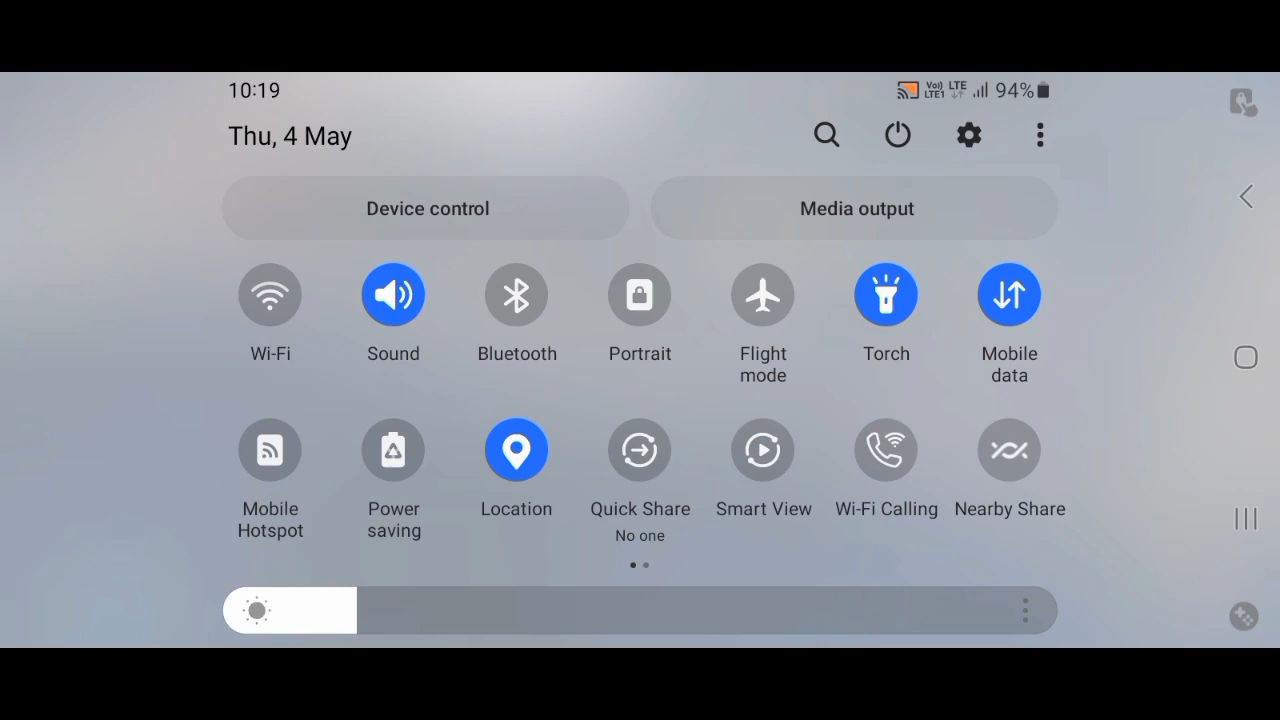 10:19
Vo)) LTE1 LTE 94%
Thu, 4 May
Device control
Media output
Wi-Fi
Sound
Bluetooth
Portrait
Flight mode
Torch
Mobile data
Mobile Hotspot
Power saving
Location
Quick Share
No one
Smart View
Wi-Fi Calling
Nearby Share